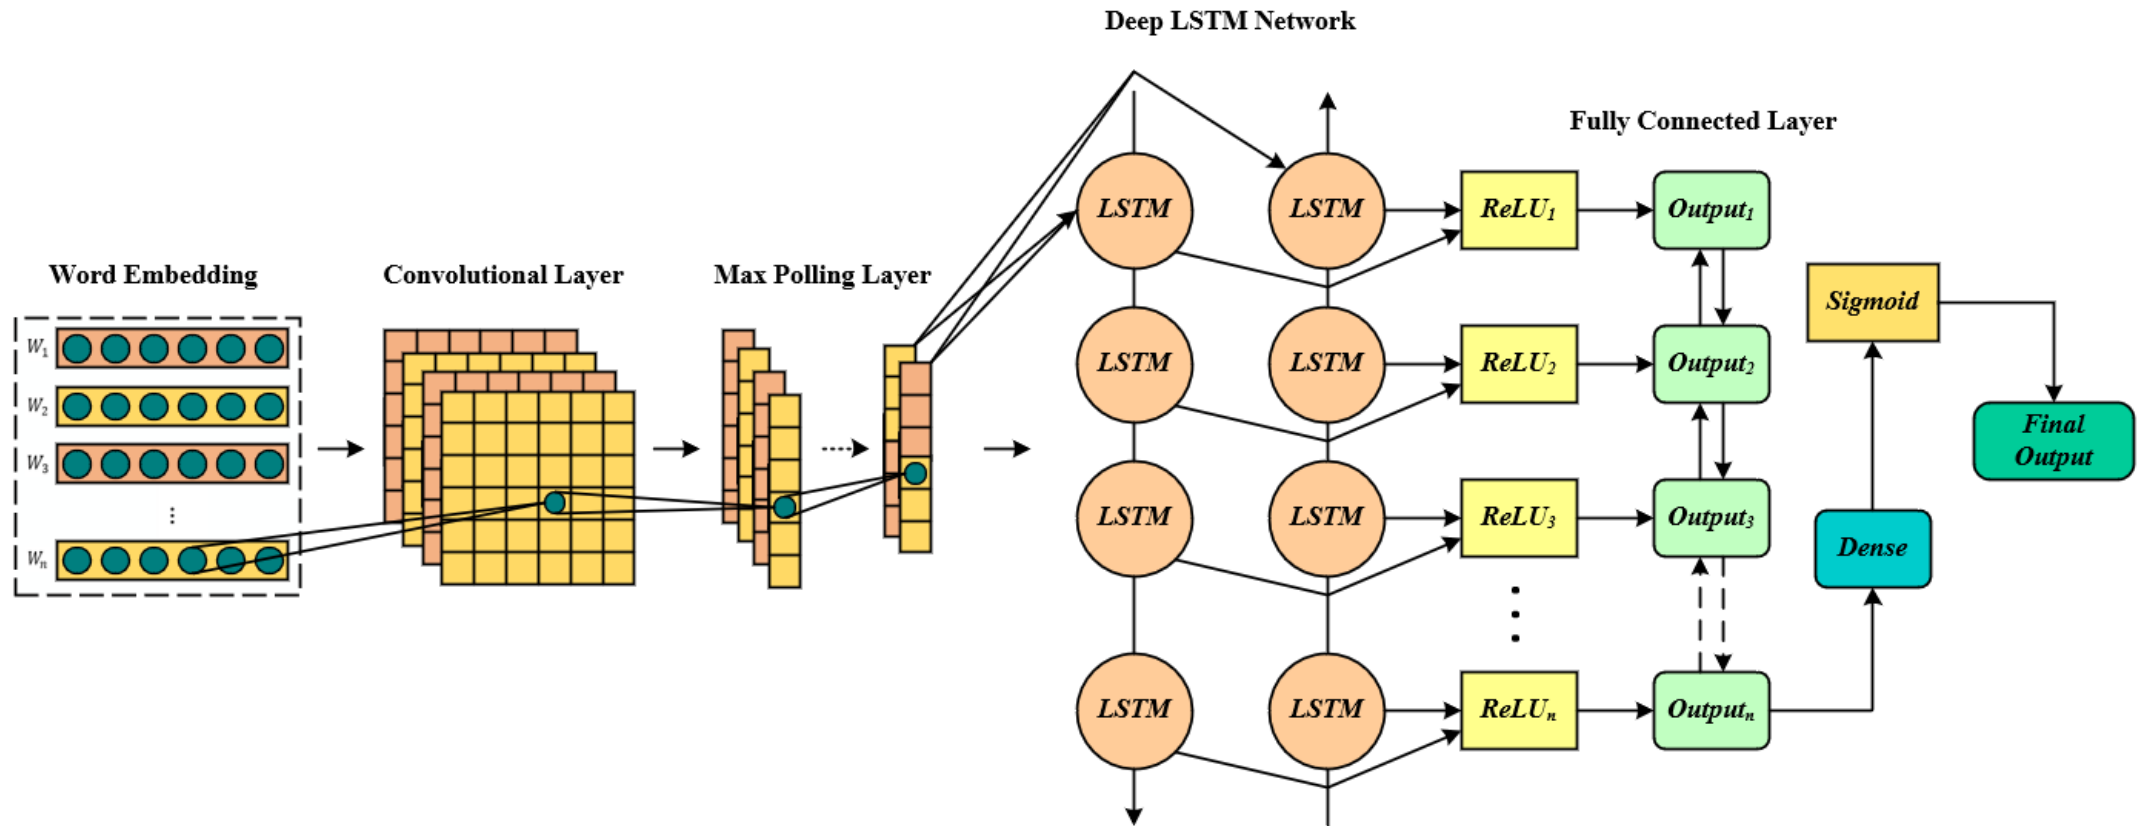 Deep LSTM Network
Fully Connected Layer
Word Embedding
Convolutional Layer
Max Polling Layer
W1
W2
W3
⋮
Wn
LSTM LSTM ReLU1 Output1
LSTM LSTM ReLU2 Output2
LSTM LSTM ReLU3 Output3
⋮
LSTM LSTM ReLUn Outputn
Sigmoid
Dense
Final
Output